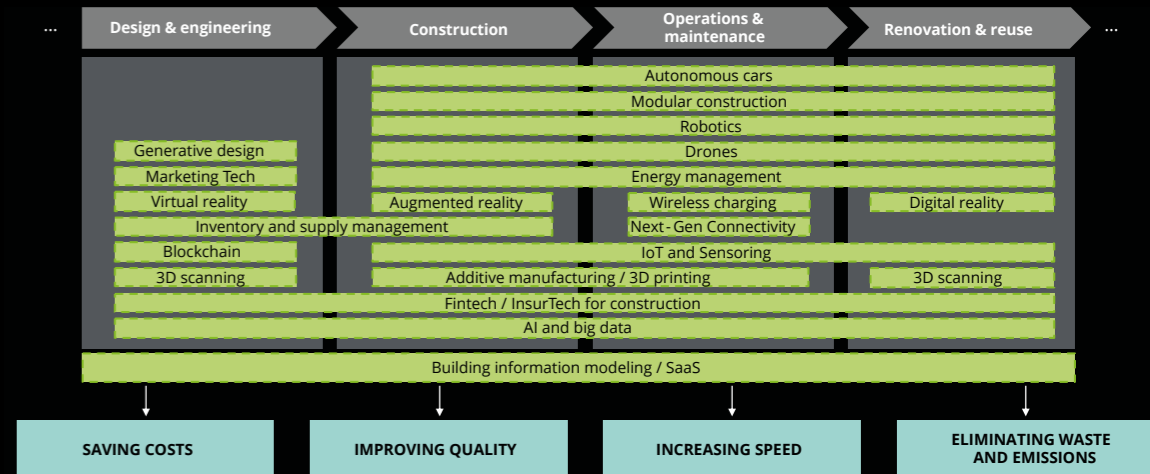 ...
Design & engineering
Construction
Operations &
maintenance
Renovation & reuse
...
Autonomous cars
Modular construction
Robotics
Generative design
Drones
Marketing Tech
Energy management
Virtual reality
Augmented reality
Wireless charging
Digital reality
Inventory and supply management
Next-Gen Connectivity
Blockchain
IoT and Sensoring
3D scanning
Additive manufacturing / 3D printing
3D scanning
Fintech / InsurTech for construction
AI and big data
Building information modeling / SaaS
SAVING COSTS
IMPROVING QUALITY
INCREASING SPEED
ELIMINATING WASTE
AND EMISSIONS